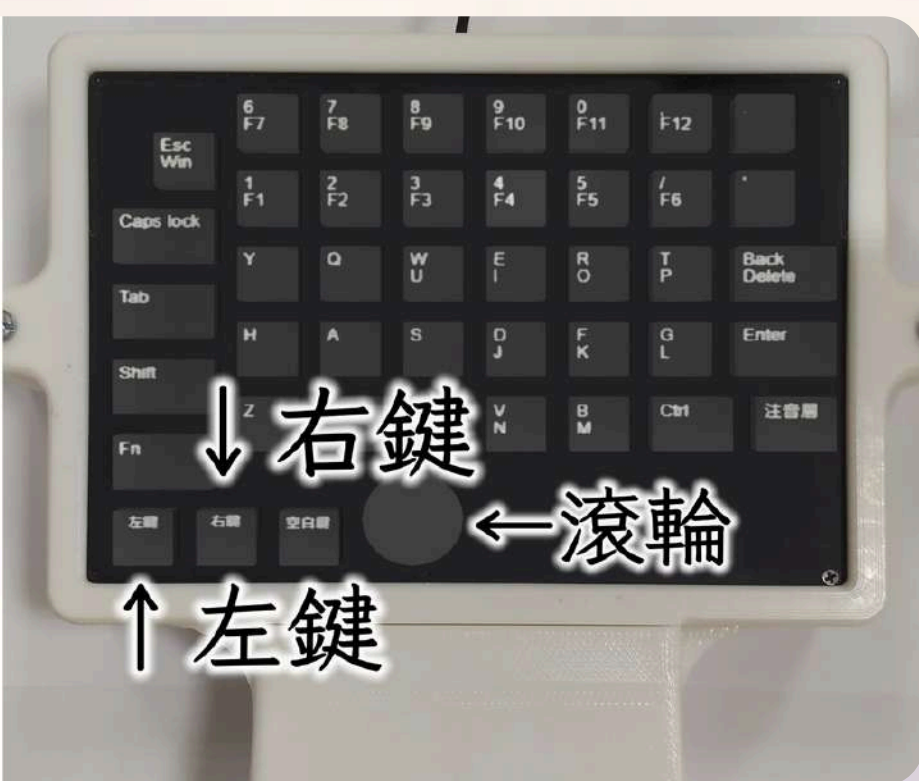 6 7 8 9 0
F7 F8 F9 F10 F11 F12
Esc
Win
1 2 3 4 5 /
F1 F2 F3 F4 F5 F6
Caps lock
Y Q W E R T Back
U I O P Delete
Tab
H A S D F G Enter
J K L
Shift
Z V B Ctrl 注音層
N M
↓右鍵
Fn
左鍵 右鍵 空白鍵
←滾輪
↑左鍵